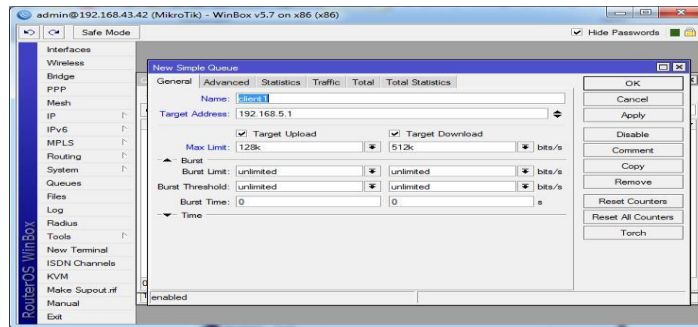 admin@192.168.43.42 (MikroTik) - WinBox v5.7 on x86 (x86)
Safe Mode
Hide Passwords
Interfaces
Wireless
Bridge
PPP
Mesh
IP
IPv6
MPLS
Routing
System
Queues
Files
Log
Radius
Tools
New Terminal
ISDN Channels
KVM
Make Supout.rif
Manual
Exit
RouterOS WinBox
New Simple Queue
General Advanced Statistics Traffic Total Total Statistics
Name: client1
Target Address: 192.168.5.1
Target Upload Target Download
Max Limit: 128k 512k bits/s
Burst
Burst Limit: unlimited unlimited bits/s
Burst Threshold: unlimited unlimited bits/s
Burst Time: 0 0 s
Time
OK
Cancel
Apply
Disable
Comment
Copy
Remove
Reset Counters
Reset All Counters
Torch
enabled